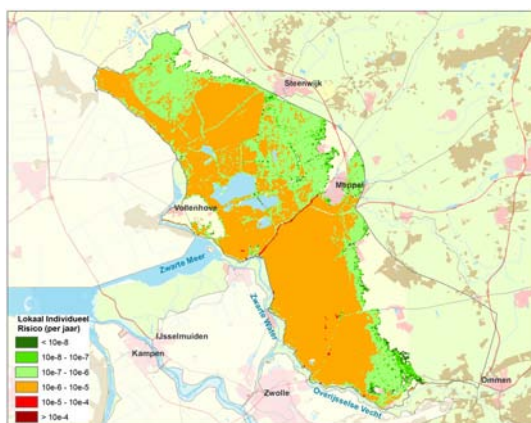 Steenwijk
Meppel
Vollenhove
Zwarte Meer
Zwarte Water
IJsselmuiden
Kampen
Zwolle
Overijsselse Vecht
Ommen
Lokaal Individueel
Risico (per jaar)
< 10e-8
10e-8 - 10e-7
10e-7 - 10e-6
10e-6 - 10e-5
10e-5 - 10e-4
> 10e-4